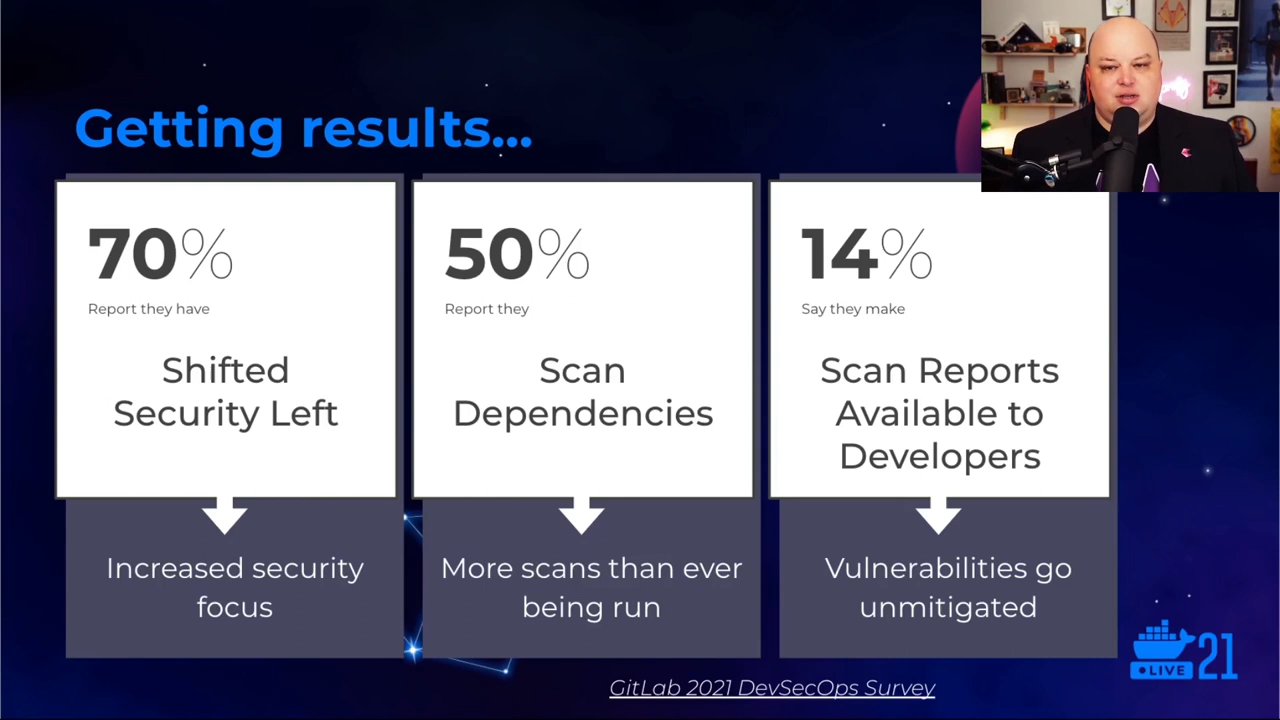 Getting results...
70%
Report they have
Shifted
Security Left
Increased security
focus
50%
Report they
Scan
Dependencies
More scans than ever
being run
14%
Say they make
Scan Reports
Available to
Developers
Vulnerabilities go
unmitigated
LIVE 21
GitLab 2021 DevSecOps Survey